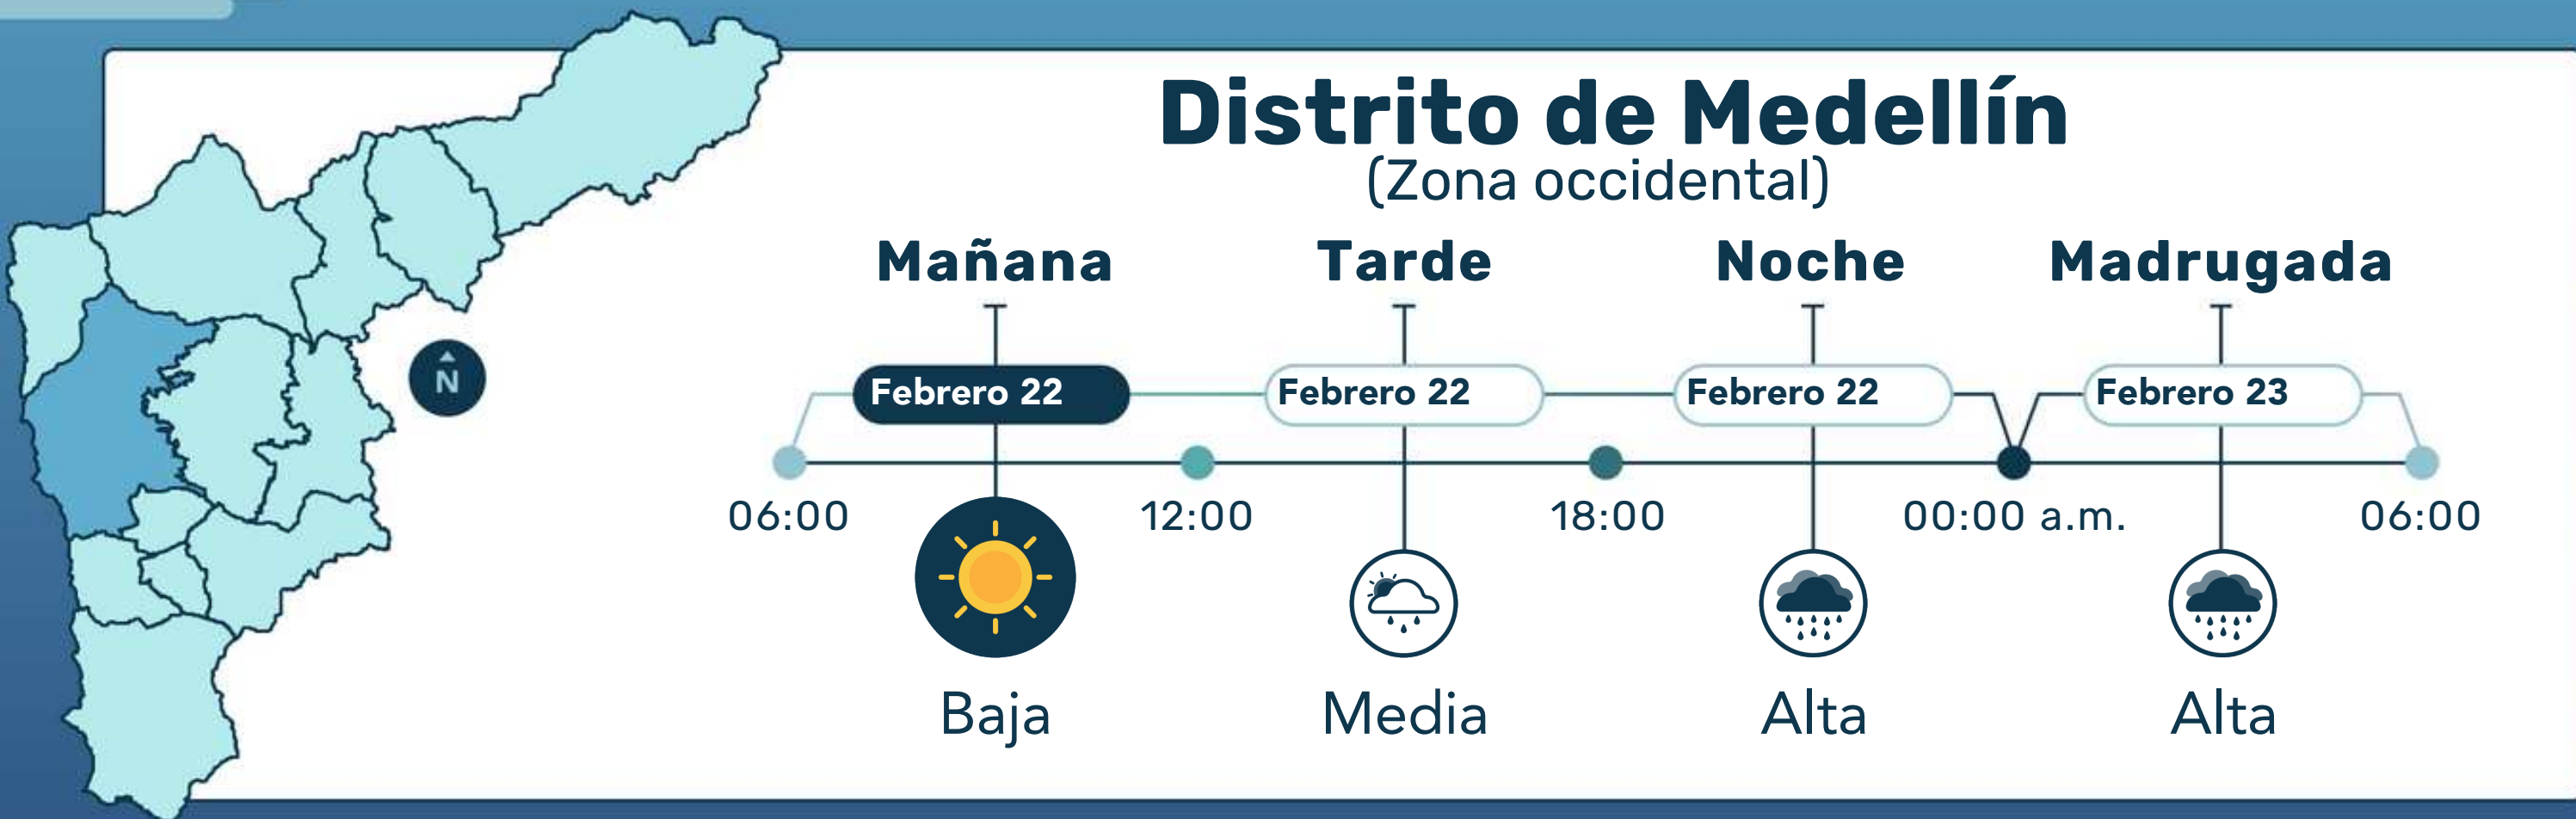 Distrito de Medellín
(Zona occidental)
Mañana Tarde Noche Madrugada
N
Febrero 22 Febrero 22 Febrero 22 Febrero 23
06:00 12:00 18:00 00:00 a.m. 06:00
Baja Media Alta Alta